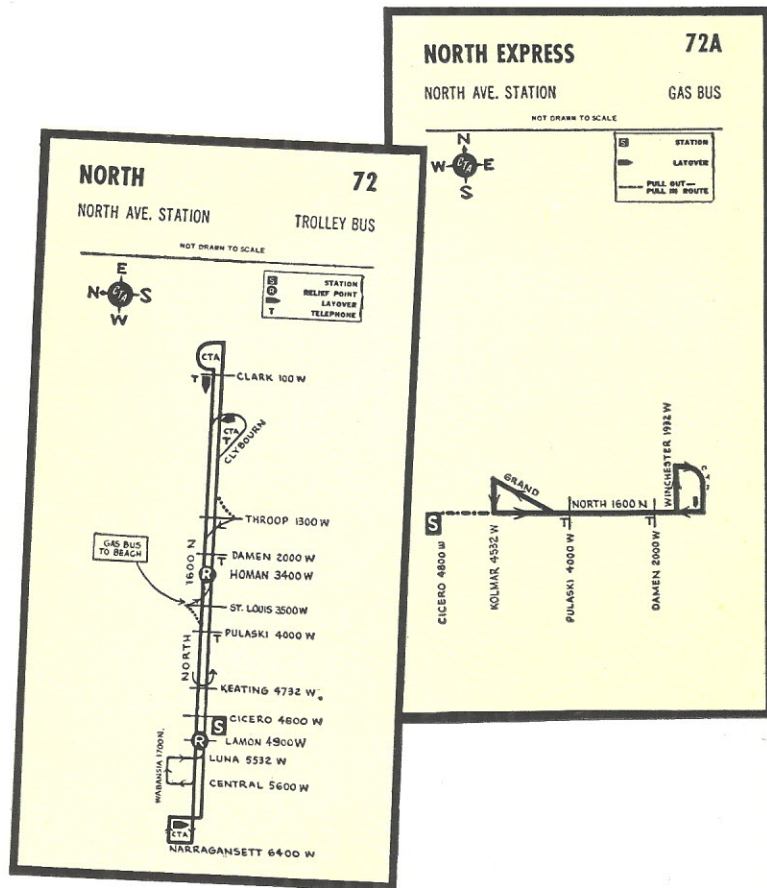 NORTH EXPRESS 72A
NORTH AVE. STATION GAS BUS
NOT DRAWN TO SCALE
N
W CTA E
S
S STATION
LAYOVER
PULL OUT—
PULL IN ROUTE
GRAND
NORTH 1600 N
WINCHESTER 1932 W
T
T
S
CICERO 4800 W
KOLMAR 4532 W
PULASKI 4000 W
DAMEN 2000 W
NORTH 72
NORTH AVE. STATION TROLLEY BUS
NOT DRAWN TO SCALE
E
N CTA S
W
S STATION
R RELIEF POINT
LAYOVER
T TELEPHONE
CTA
T CLARK 100 W
CTA
T
CLYBOURN
THROOP 1300 W
GAS BUS
TO BEACH
1600 N
DAMEN 2000 W
T
R HOMAN 3400 W
ST. LOUIS 3500 W
PULASKI 4000 W
T
NORTH
KEATING 4732 W.
CICERO 4800 W
S
R LAMON 4900 W
LUNA 5532 W
WABANSIA 1700 N.
CENTRAL 5600 W
CTA
NARRAGANSETT 6400 W